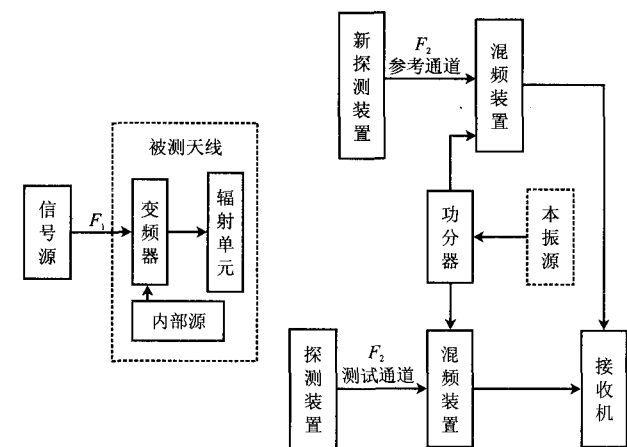 新探测装置
F₂
参考通道
混频装置
被测天线
信号源
F₁
变频器
辐射单元
内部源
功分器
本振源
探测装置
F₂
测试通道
混频装置
接收机